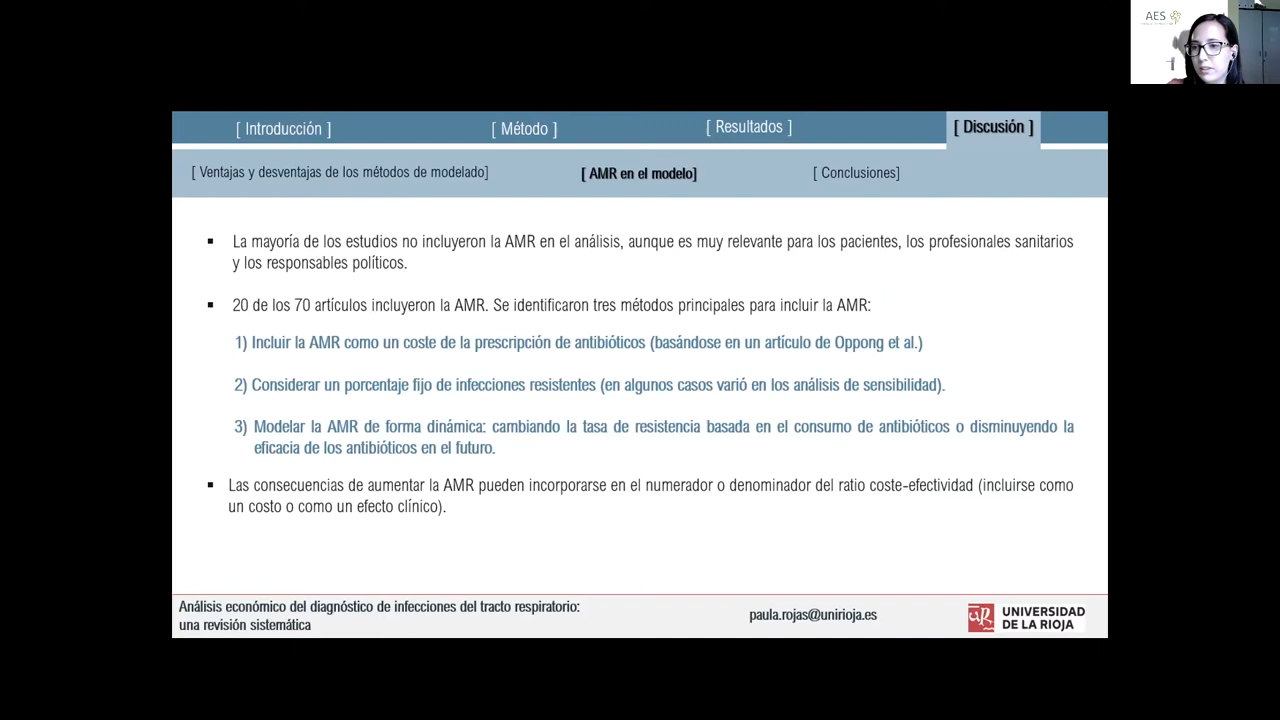 AES
[ Introducción ]
[ Método ]
[ Resultados ]
[ Discusión ]
[ Ventajas y desventajas de los métodos de modelado]
[ AMR en el modelo]
[ Conclusiones]
▪ La mayoría de los estudios no incluyeron la AMR en el análisis, aunque es muy relevante para los pacientes, los profesionales sanitarios
y los responsables políticos.
▪ 20 de los 70 artículos incluyeron la AMR. Se identificaron tres métodos principales para incluir la AMR:
1) Incluir la AMR como un coste de la prescripción de antibióticos (basándose en un artículo de Oppong et al.)
2) Considerar un porcentaje fijo de infecciones resistentes (en algunos casos varió en los análisis de sensibilidad).
3) Modelar la AMR de forma dinámica: cambiando la tasa de resistencia basada en el consumo de antibióticos o disminuyendo la
eficacia de los antibióticos en el futuro.
▪ Las consecuencias de aumentar la AMR pueden incorporarse en el numerador o denominador del ratio coste-efectividad (incluirse como
un costo o como un efecto clínico).
Análisis económico del diagnóstico de infecciones del tracto respiratorio:
una revisión sistemática
paula.rojas@unirioja.es
UNIVERSIDAD
DE LA RIOJA